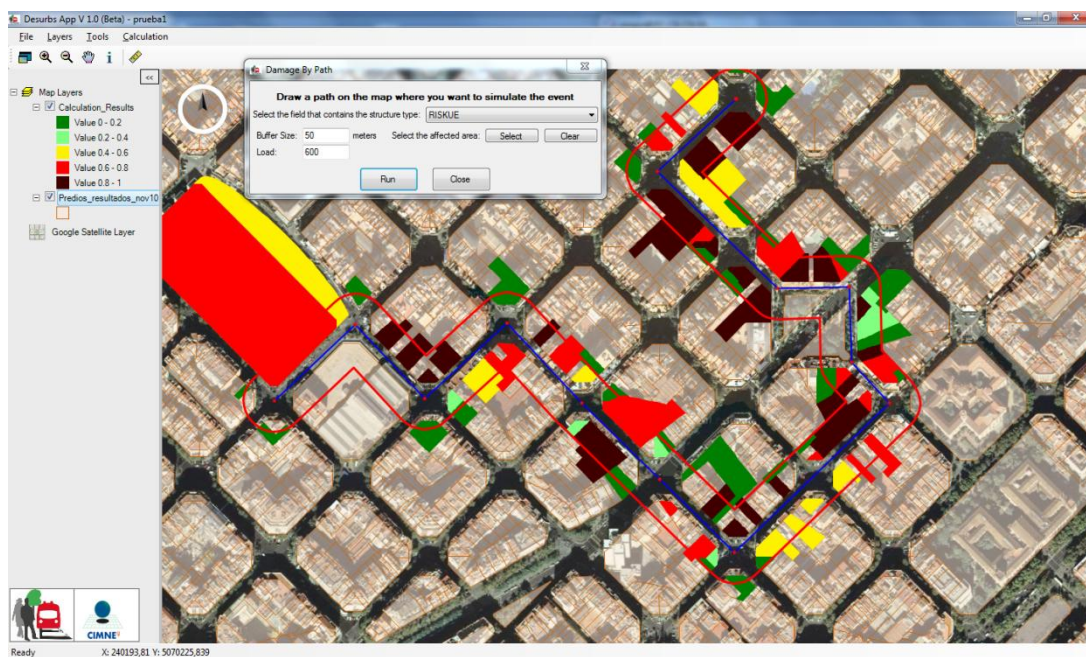 Desurbs App V 1.0 (Beta) - prueba1
File Layers Tools Calculation
<<
Map Layers
Calculation_Results
Value 0 - 0.2
Value 0.2 - 0.4
Value 0.4 - 0.6
Value 0.6 - 0.8
Value 0.8 - 1
Predios_resultados_nov10
Google Satellite Layer
Damage By Path
Draw a path on the map where you want to simulate the event
Select the field that contains the structure type: RISKUE
Buffer Size: 50 meters Select the affected area: Select Clear
Load: 600
Run Close
CIMNE
Ready X: 240193,81 Y: 5070225,839